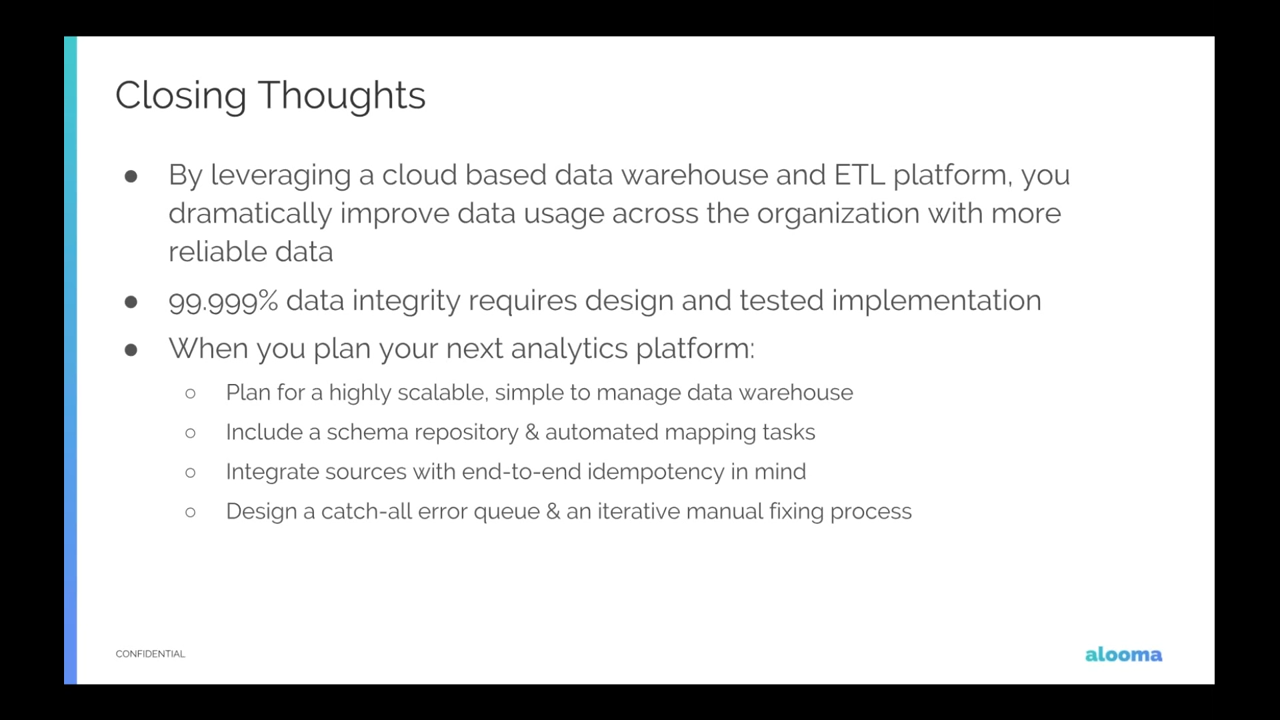 Closing Thoughts
● By leveraging a cloud based data warehouse and ETL platform, you
dramatically improve data usage across the organization with more
reliable data
● 99.999% data integrity requires design and tested implementation
● When you plan your next analytics platform:
○ Plan for a highly scalable, simple to manage data warehouse
○ Include a schema repository & automated mapping tasks
○ Integrate sources with end-to-end idempotency in mind
○ Design a catch-all error queue & an iterative manual fixing process
CONFIDENTIAL
alooma